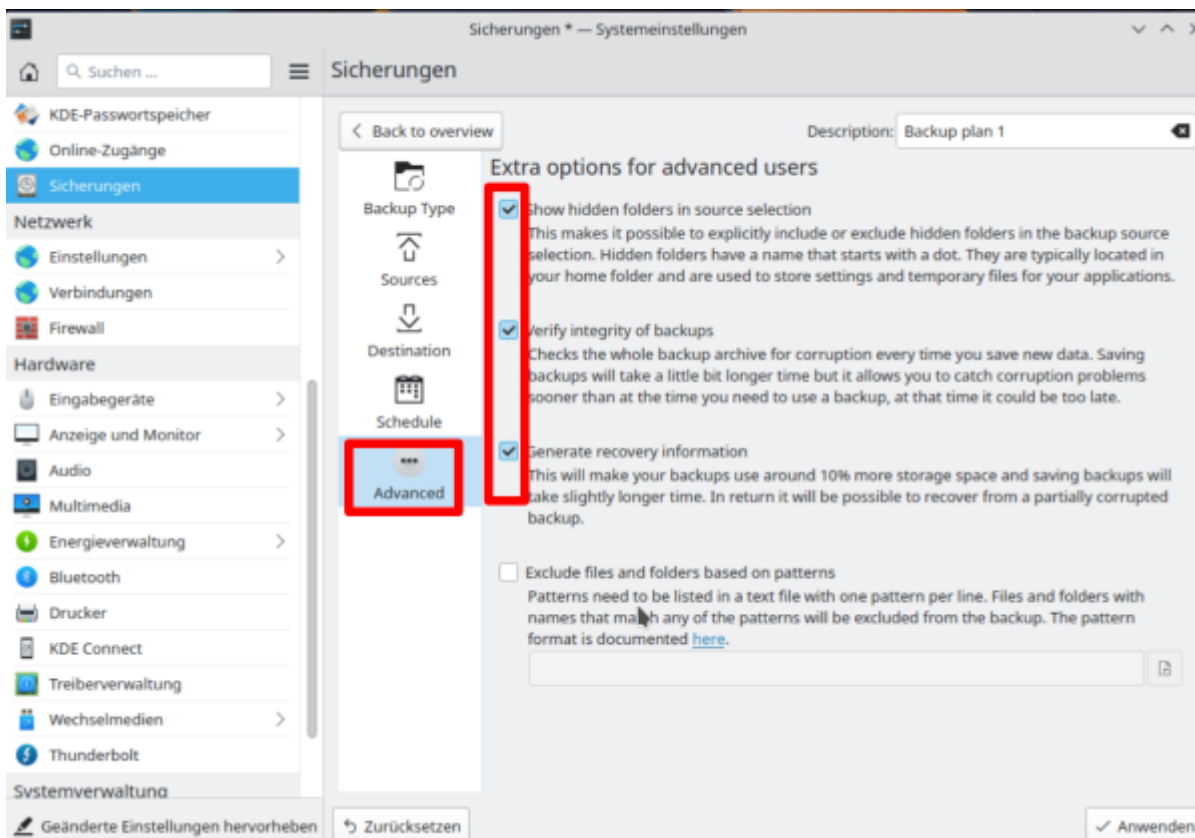 Sicherungen * — Systemeinstellungen
Suchen ...
Sicherungen
KDE-Passwortspeicher
Online-Zugänge
Sicherungen
Netzwerk
Einstellungen
Verbindungen
Firewall
Hardware
Eingabegeräte
Anzeige und Monitor
Audio
Multimedia
Energieverwaltung
Bluetooth
Drucker
KDE Connect
Treiberverwaltung
Wechselmedien
Thunderbolt
Systemverwaltung
Geänderte Einstellungen hervorheben
Back to overview
Description: Backup plan 1
Backup Type
Sources
Destination
Schedule
Advanced
Extra options for advanced users
Show hidden folders in source selection
This makes it possible to explicitly include or exclude hidden folders in the backup source
selection. Hidden folders have a name that starts with a dot. They are typically located in
your home folder and are used to store settings and temporary files for your applications.
Verify integrity of backups
Checks the whole backup archive for corruption every time you save new data. Saving
backups will take a little bit longer time but it allows you to catch corruption problems
sooner than at the time you need to use a backup, at that time it could be too late.
Generate recovery information
This will make your backups use around 10% more storage space and saving backups will
take slightly longer time. In return it will be possible to recover from a partially corrupted
backup.
Exclude files and folders based on patterns
Patterns need to be listed in a text file with one pattern per line. Files and folders with
names that match any of the patterns will be excluded from the backup. The pattern
format is documented here.
Zurücksetzen
Anwenden